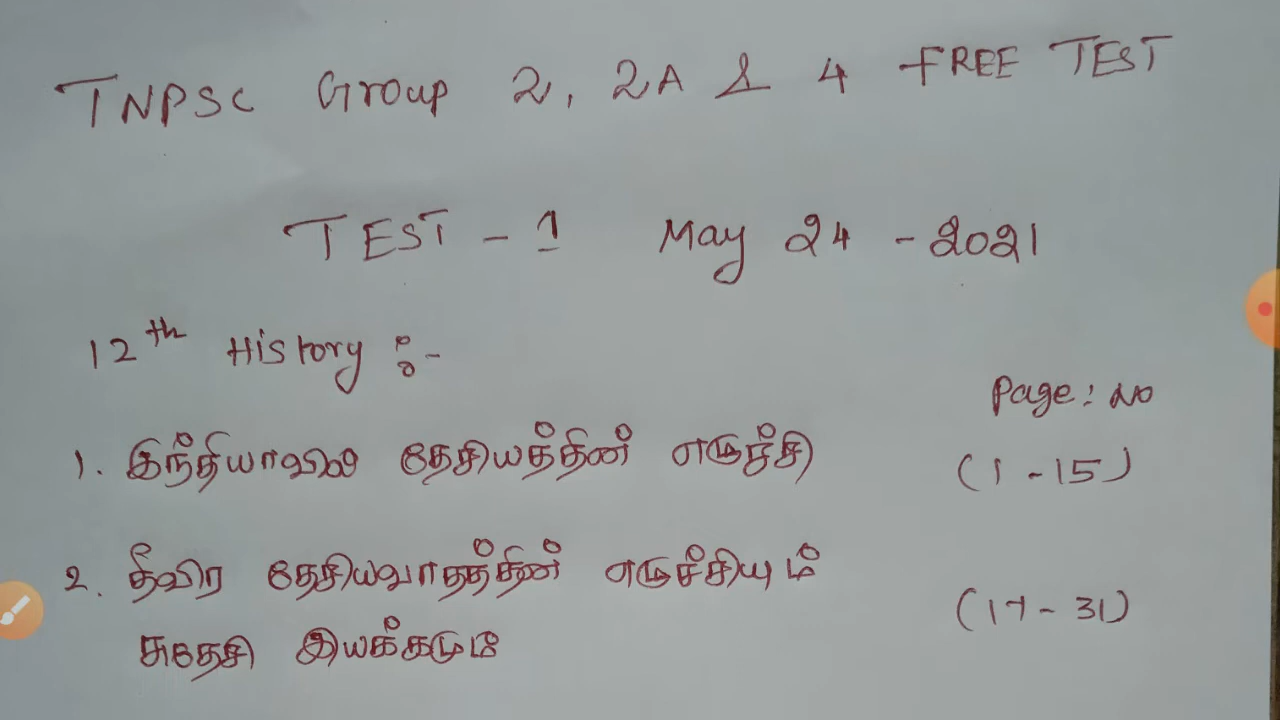 TNPSC Group 2, 2A & 4 FREE TEST
TEST - 1 May 24 - 2021
12th History :-
Page: No
1. இந்தியாவில் தேசியத்தின் எழுச்சி (1 - 15)
2. தீவிர தேசியவாதத்தின் எழுச்சியும்
சுதேசி இயக்கமும் (17 - 31)